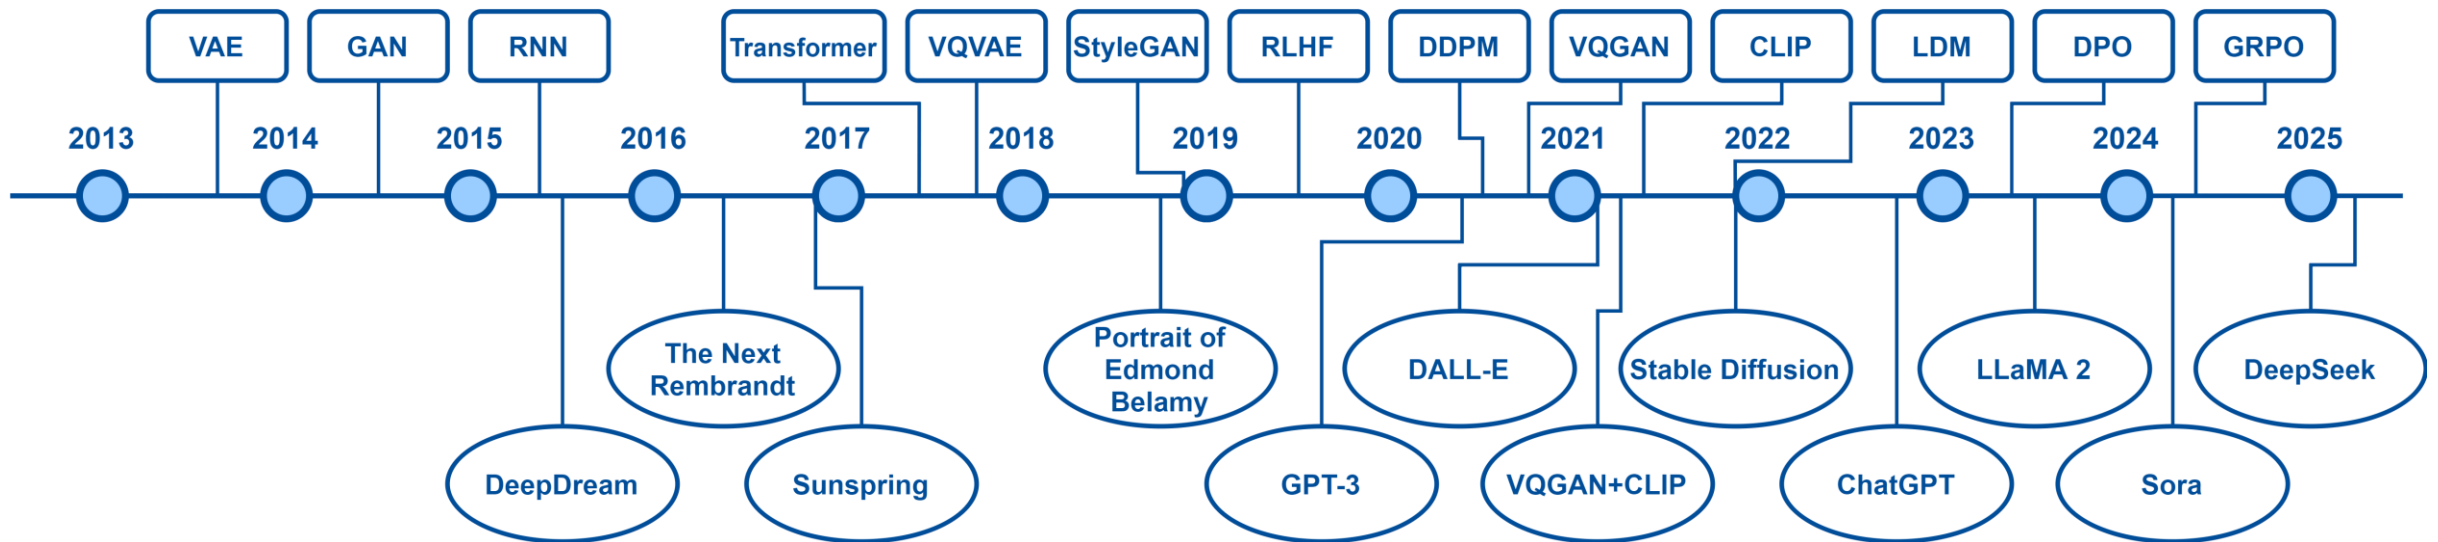 VAE
GAN
RNN
Transformer
VQVAE
StyleGAN
RLHF
DDPM
VQGAN
CLIP
LDM
DPO
GRPO
2013
2014
2015
2016
2017
2018
2019
2020
2021
2022
2023
2024
2025
The Next
Rembrandt
Portrait of
Edmond
Belamy
DALL-E
Stable Diffusion
LLaMA 2
DeepSeek
DeepDream
Sunspring
GPT-3
VQGAN+CLIP
ChatGPT
Sora